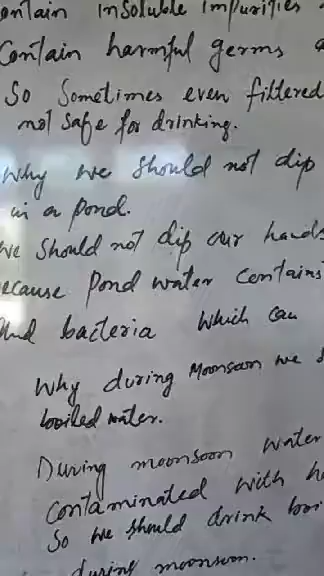 ntain insoluble impurities
Contain harmful germs
So Sometimes even filtered
not safe for drinking.
Why we should not dip
in a pond.
we should not dip our hands
ecause Pond water contains
and bacteria which can
Why during Moonsoon we
boiled water.
During moonsoon water
contaminated with
So we should drink
during moonsoon.